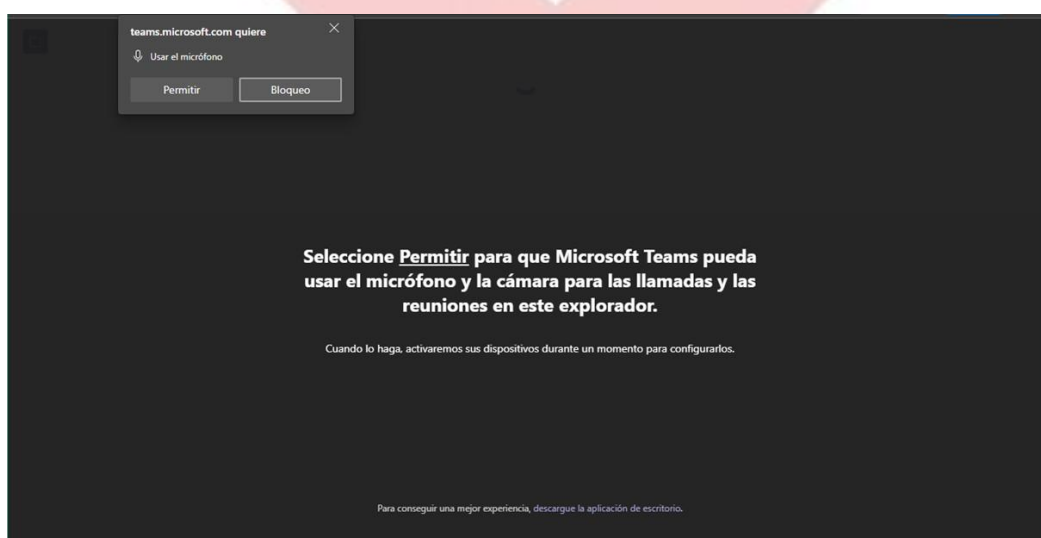 teams.microsoft.com quiere
Usar el micrófono
Permitir
Bloqueo
Seleccione Permitir para que Microsoft Teams pueda
usar el micrófono y la cámara para las llamadas y las
reuniones en este explorador.
Cuando lo haga, activaremos sus dispositivos durante un momento para configurarlos.
Para conseguir una mejor experiencia, descargue la aplicación de escritorio.